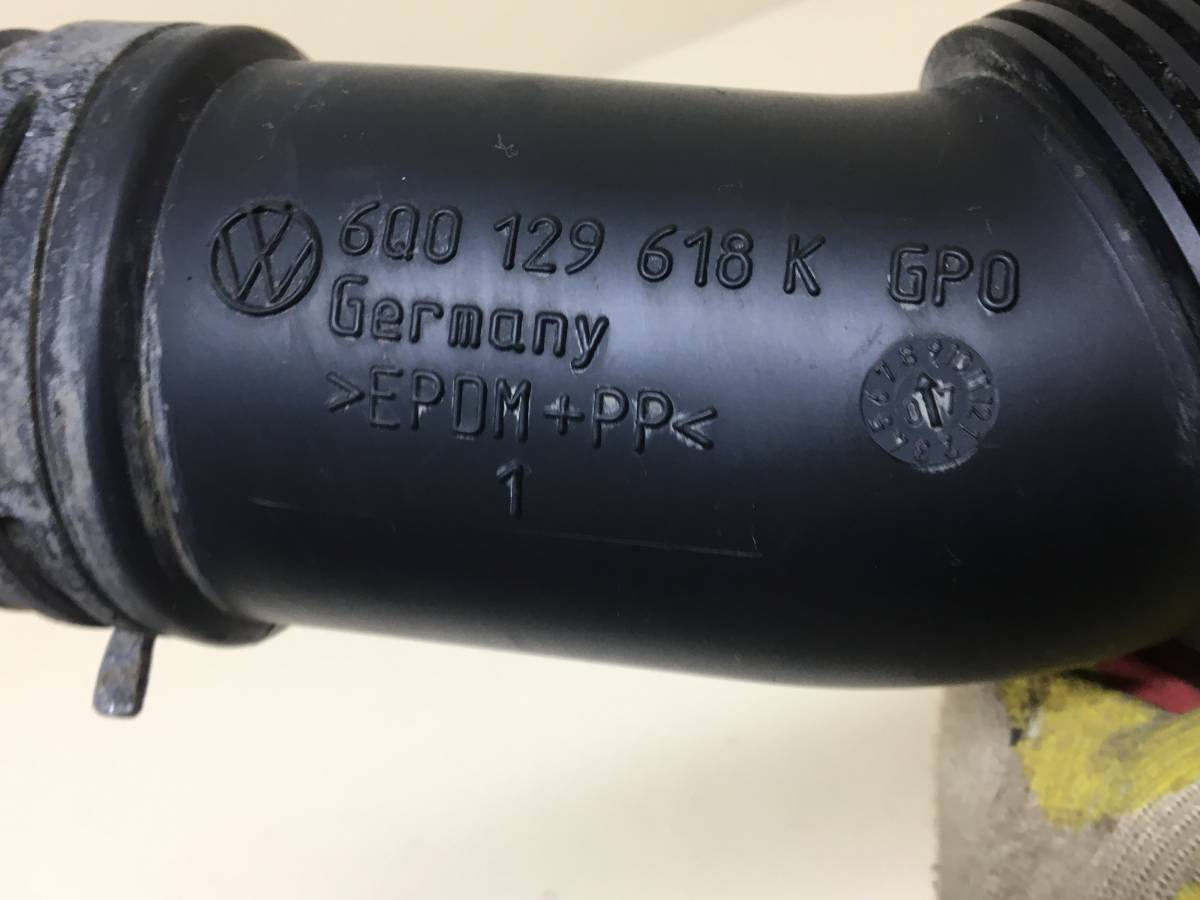 6Q0 129 618 K GPO
Germany
>EPDM+PP<
1